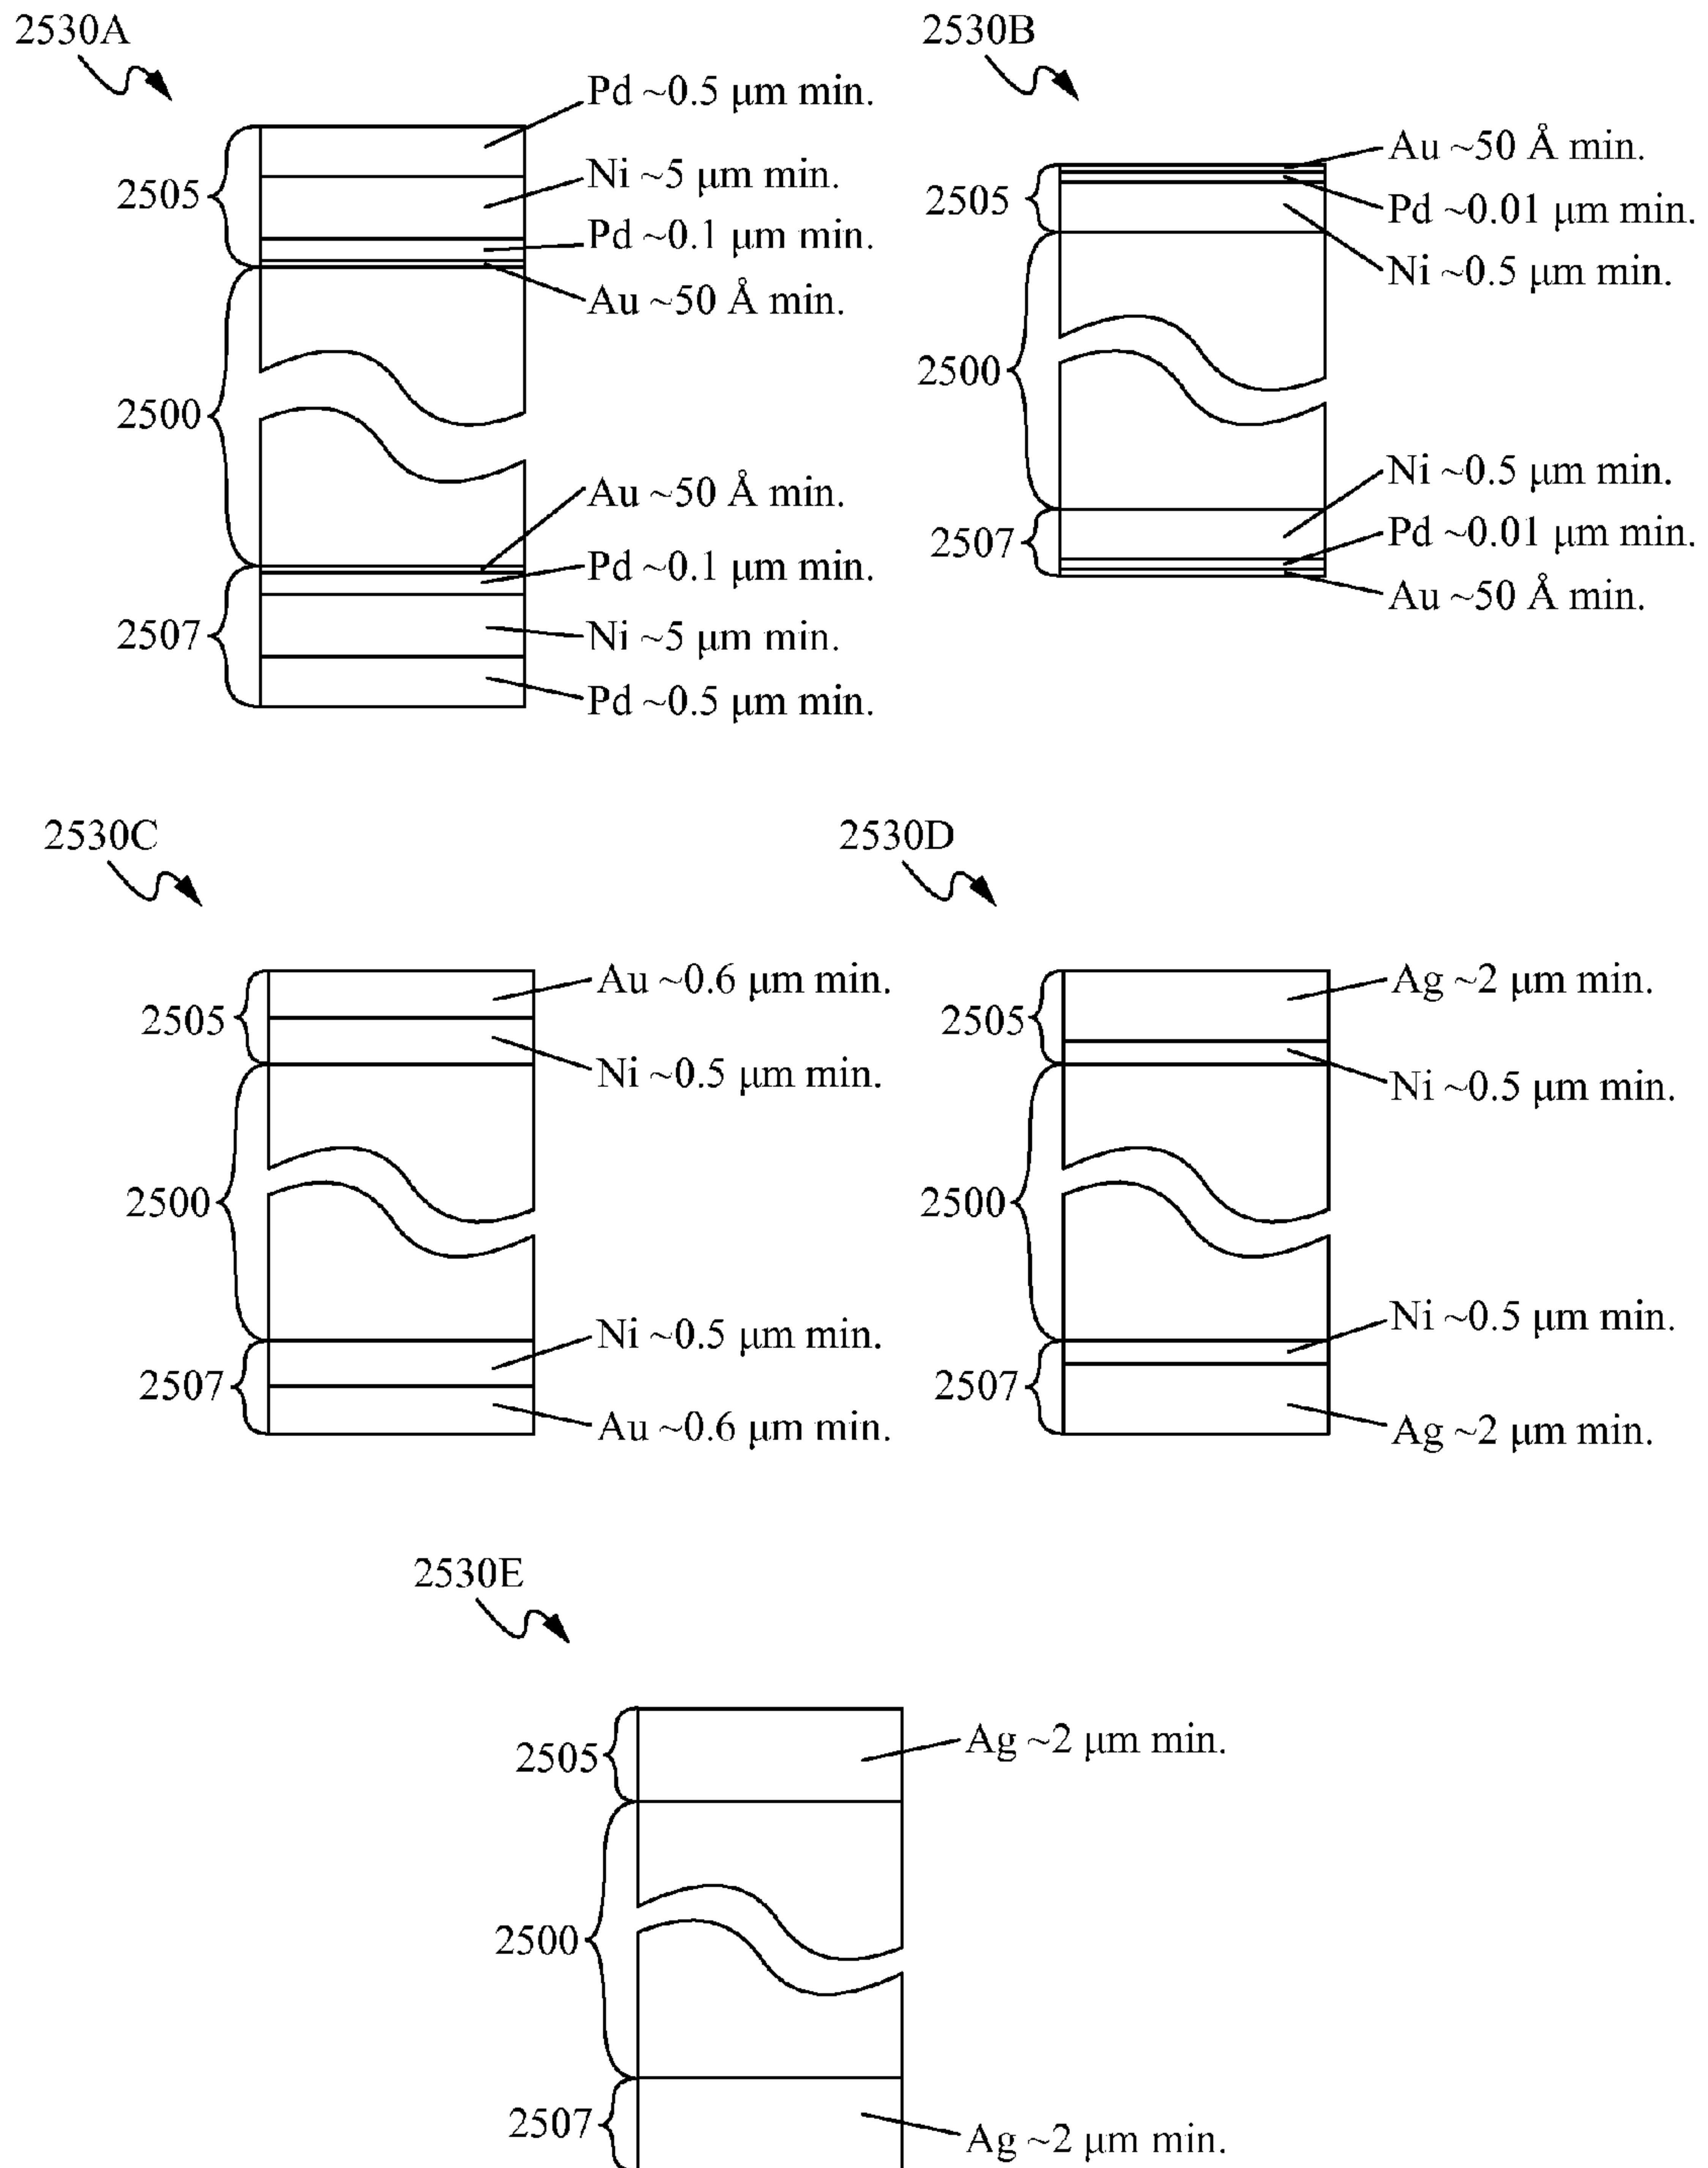 2530A
Pd ~0.5 μm min.
2505
Ni ~5 μm min.
Pd ~0.1 μm min.
Au ~50 Å min.
2500
Au ~50 Å min.
Pd ~0.1 μm min.
2507
Ni ~5 μm min.
Pd ~0.5 μm min.
2530B
Au ~50 Å min.
2505
Pd ~0.01 μm min.
Ni ~0.5 μm min.
2500
Ni ~0.5 μm min.
Pd ~0.01 μm min.
2507
Au ~50 Å min.
2530C
Au ~0.6 μm min.
2505
Ni ~0.5 μm min.
2500
Ni ~0.5 μm min.
2507
Au ~0.6 μm min.
2530D
Ag ~2 μm min.
2505
Ni ~0.5 μm min.
2500
Ni ~0.5 μm min.
2507
Ag ~2 μm min.
2530E
Ag ~2 μm min.
2505
2500
2507
Ag ~2 μm min.